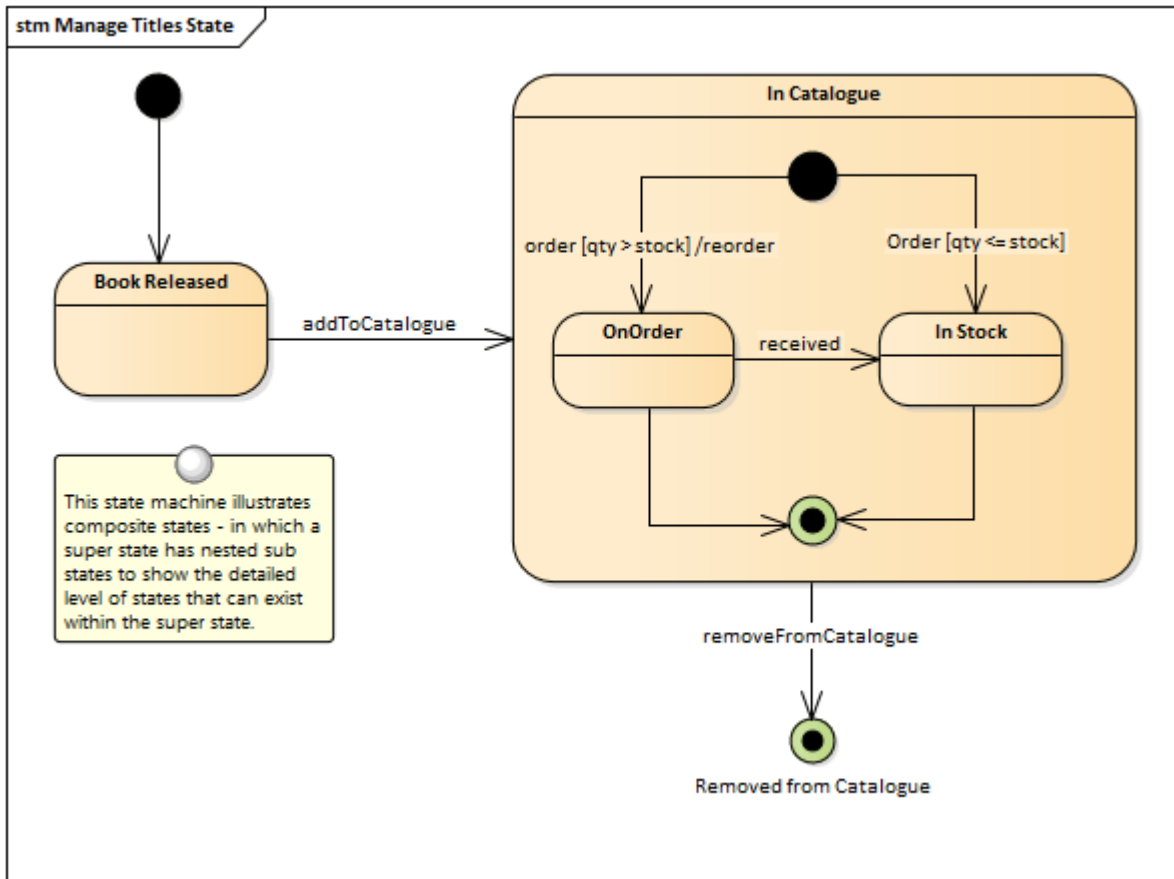 stm Manage Titles State
In Catalogue
order [qty > stock] /reorder
Order [qty <= stock]
Book Released
addToCatalogue
OnOrder
received
In Stock
This state machine illustrates
composite states - in which a
super state has nested sub
states to show the detailed
level of states that can exist
within the super state.
removeFromCatalogue
Removed from Catalogue